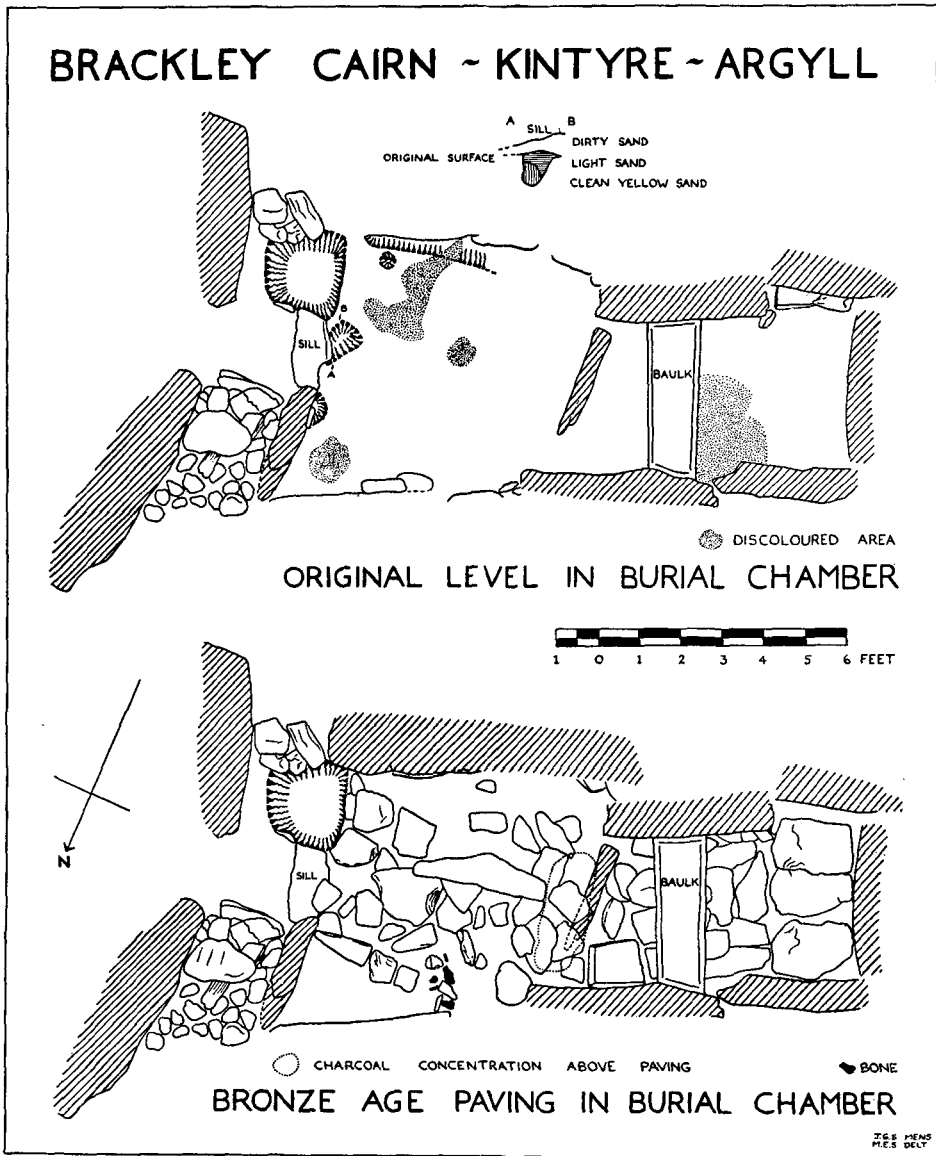 BRACKLEY CAIRN ~ KINTYRE ~ ARGYLL
A SILL B
DIRTY SAND
ORIGINAL SURFACE
LIGHT SAND
CLEAN YELLOW SAND
B
SILL
A
BAULK
DISCOLOURED AREA
ORIGINAL LEVEL IN BURIAL CHAMBER
1 0 1 2 3 4 5 6 FEET
N
SILL
BAULK
CHARCOAL CONCENTRATION ABOVE PAVING
BONE
BRONZE AGE PAVING IN BURIAL CHAMBER
J.G.S MENS
M.E.S DELT